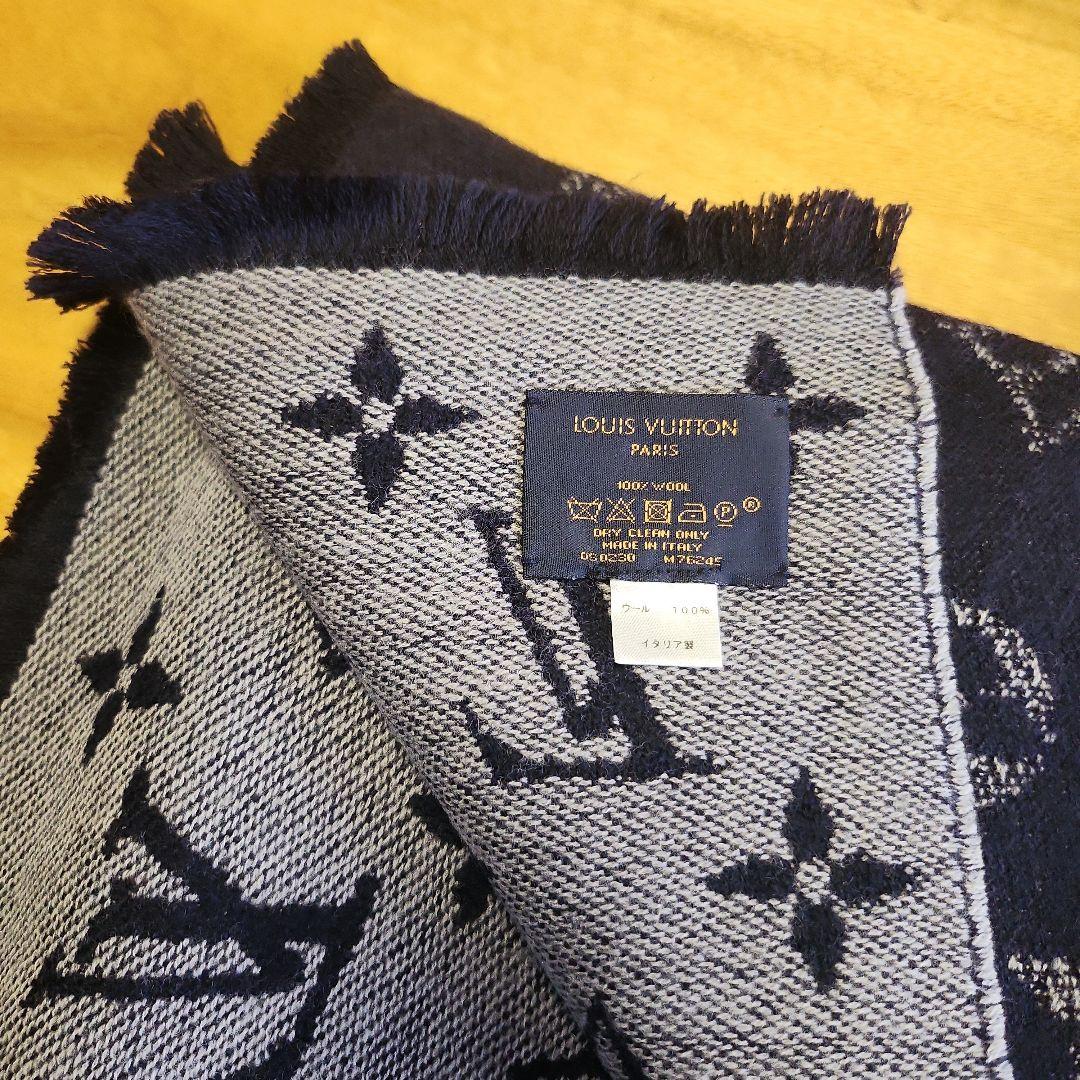 LOUIS VUITTON
PARIS
100% WOOL
P ®
DRY CLEAN ONLY
MADE IN ITALY
DS0230 M76245
ウール 100%
イタリア製